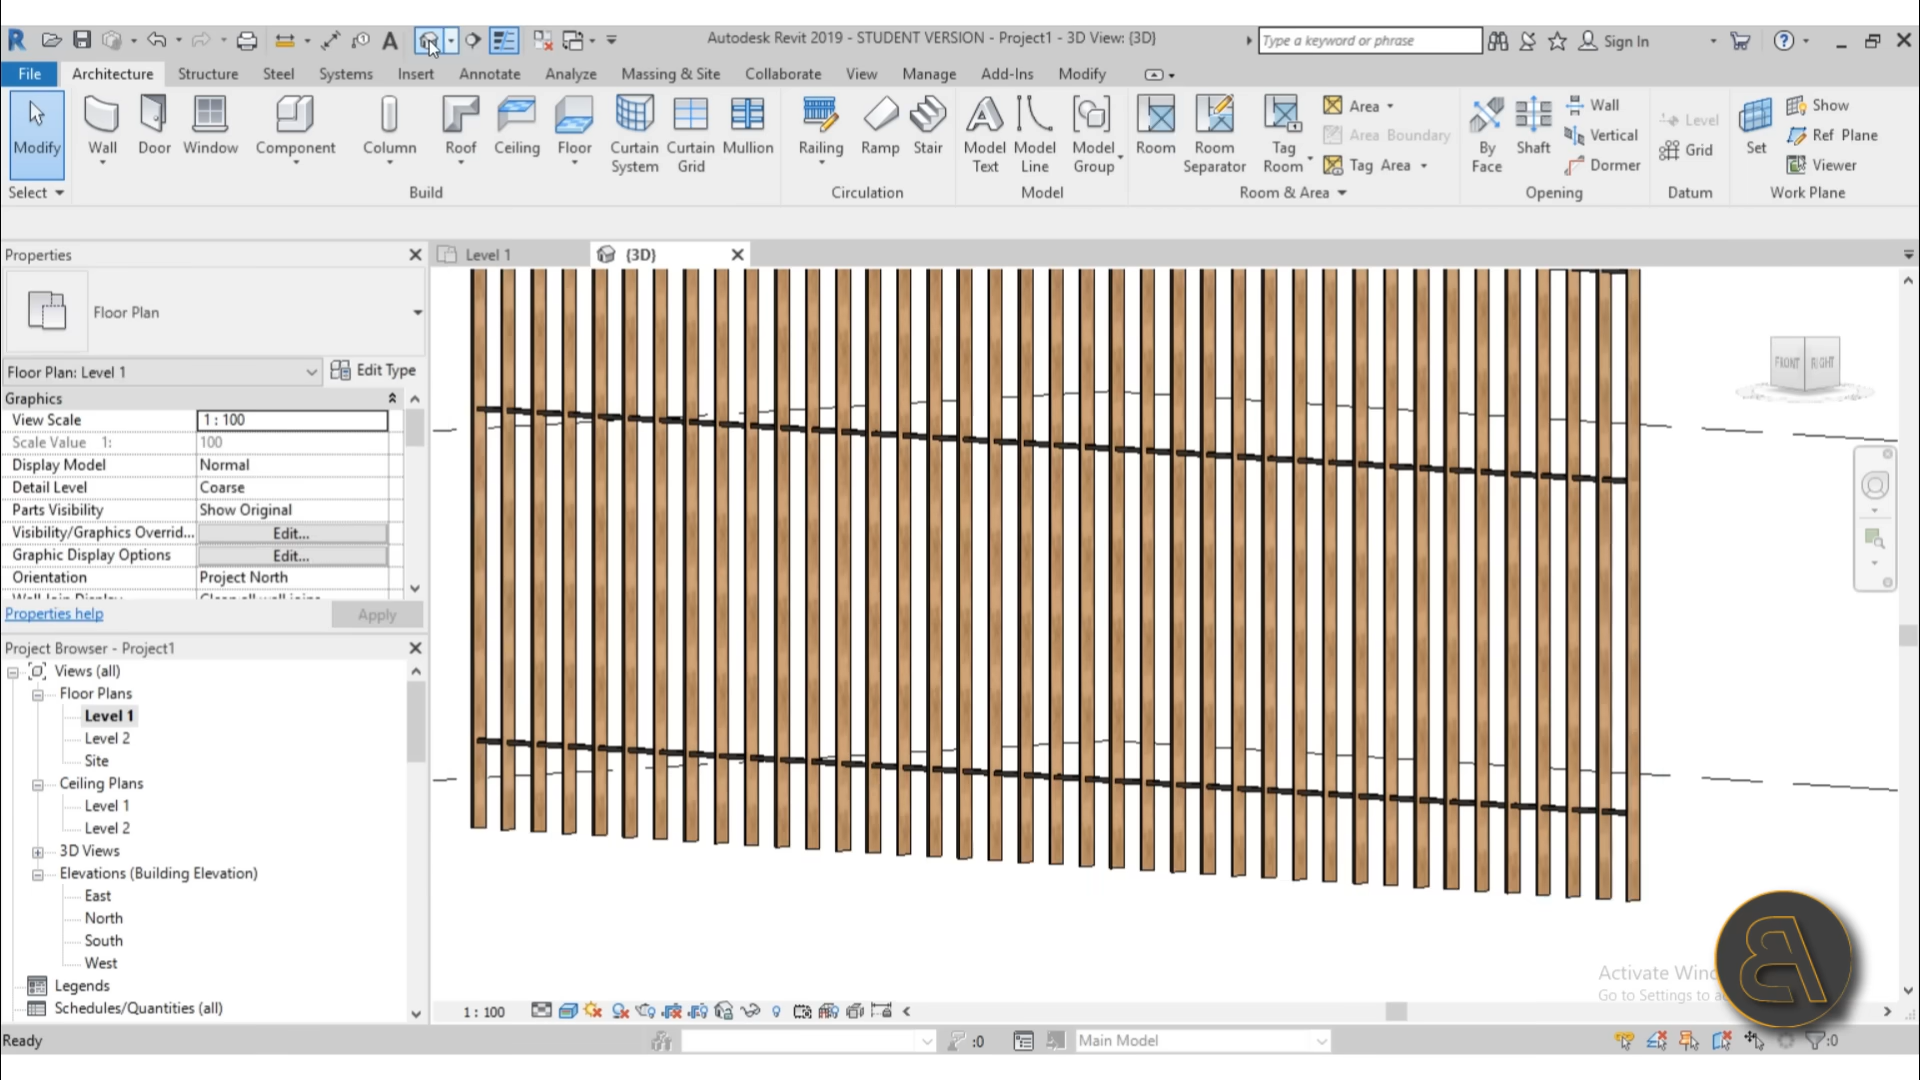 Autodesk Revit 2019 - STUDENT VERSION - Project1 - 3D View: {3D}
Type a keyword or phrase
Sign In
File Architecture Structure Steel Systems Insert Annotate Analyze Massing & Site Collaborate View Manage Add-Ins Modify
Modify
Wall
Door
Window
Component
Column
Roof
Ceiling
Floor
Curtain System
Curtain Grid
Mullion
Railing
Ramp
Stair
Model Text
Model Line
Model Group
Room
Room Separator
Tag Room
Area
Area Boundary
Tag Area
By Face
Shaft
Wall
Vertical
Dormer
Level
Grid
Set
Show
Ref Plane
Viewer
Select
Build
Circulation
Model
Room & Area
Opening
Datum
Work Plane
Properties
Level 1
{3D}
Floor Plan
Floor Plan: Level 1
Edit Type
Graphics
View Scale 1 : 100
Scale Value 1: 100
Display Model Normal
Detail Level Coarse
Parts Visibility Show Original
Visibility/Graphics Overrid... Edit...
Graphic Display Options Edit...
Orientation Project North
Properties help
Apply
FRONT
RIGHT
Project Browser - Project1
Views (all)
Floor Plans
Level 1
Level 2
Site
Ceiling Plans
Level 1
Level 2
3D Views
Elevations (Building Elevation)
East
North
South
West
Legends
Schedules/Quantities (all)
1 : 100
Ready
:0
Main Model
:0
Activate
Go to Settings to